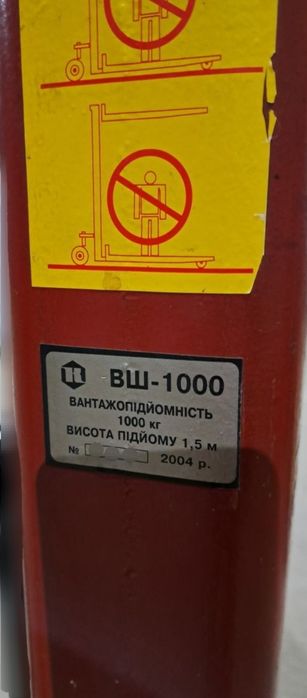 ВШ-1000
ВАНТАЖОПІДЙОМНІСТЬ
1000 кг
ВИСОТА ПІДЙОМУ 1,5 м
№ 2004 р.